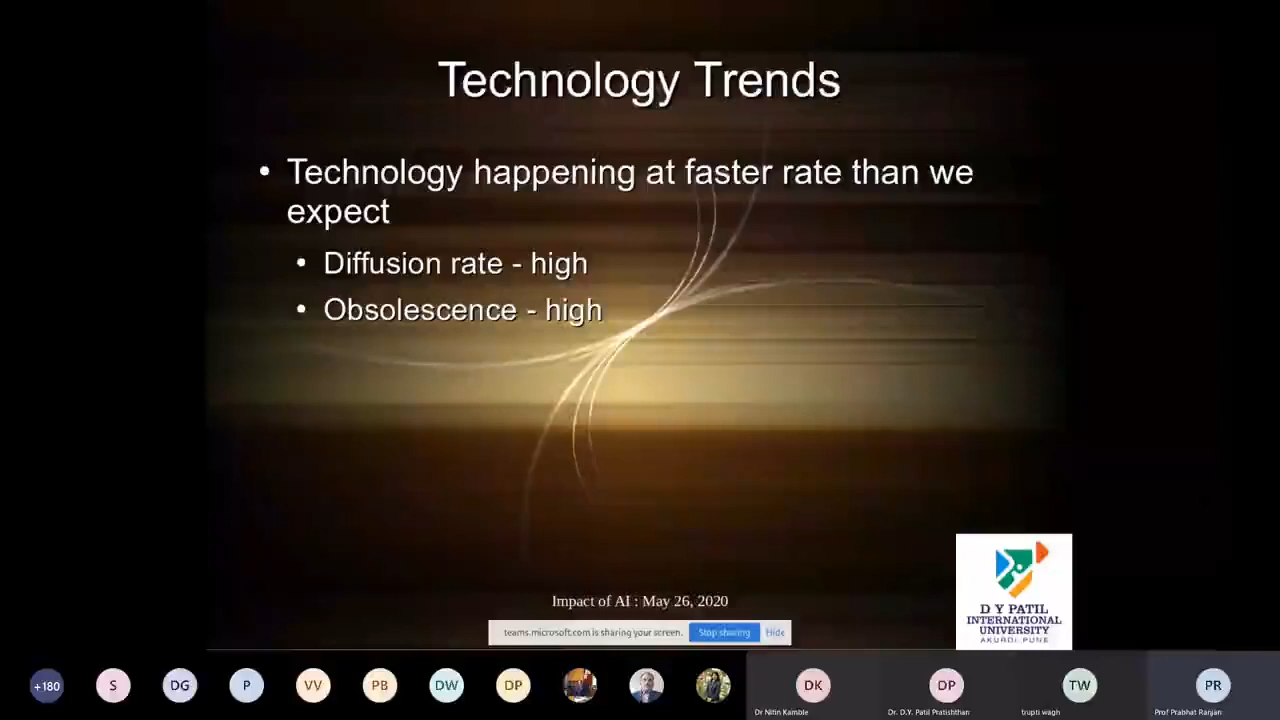 Technology Trends
• Technology happening at faster rate than we
expect
• Diffusion rate - high
• Obsolescence - high
Impact of AI : May 26, 2020
D Y PATIL
INTERNATIONAL
UNIVERSITY
AKURDI PUNE
teams.microsoft.com is sharing your screen. Stop sharing Hide
+180 S DG P VV PB DW DP DK DP TW PR
Dr Nitin Kamble Dr. D.Y. Patil Pratishthan trupti wagh Prof Prabhat Ranjan